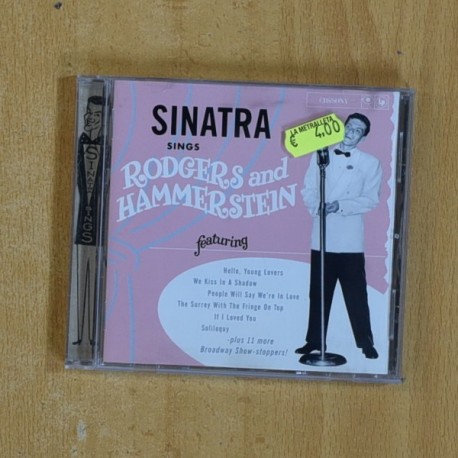 SINATRA
SINGS
RODGERS and
HAMMERSTEIN
LA METRALLETA
€ 4,00
featuring
Hello, Young Lovers
We Kiss In A Shadow
People Will Say We're In Love
The Surrey With The Fringe On Top
If I Loved You
Soliloquy
-plus 11 more
Broadway Show-stoppers!